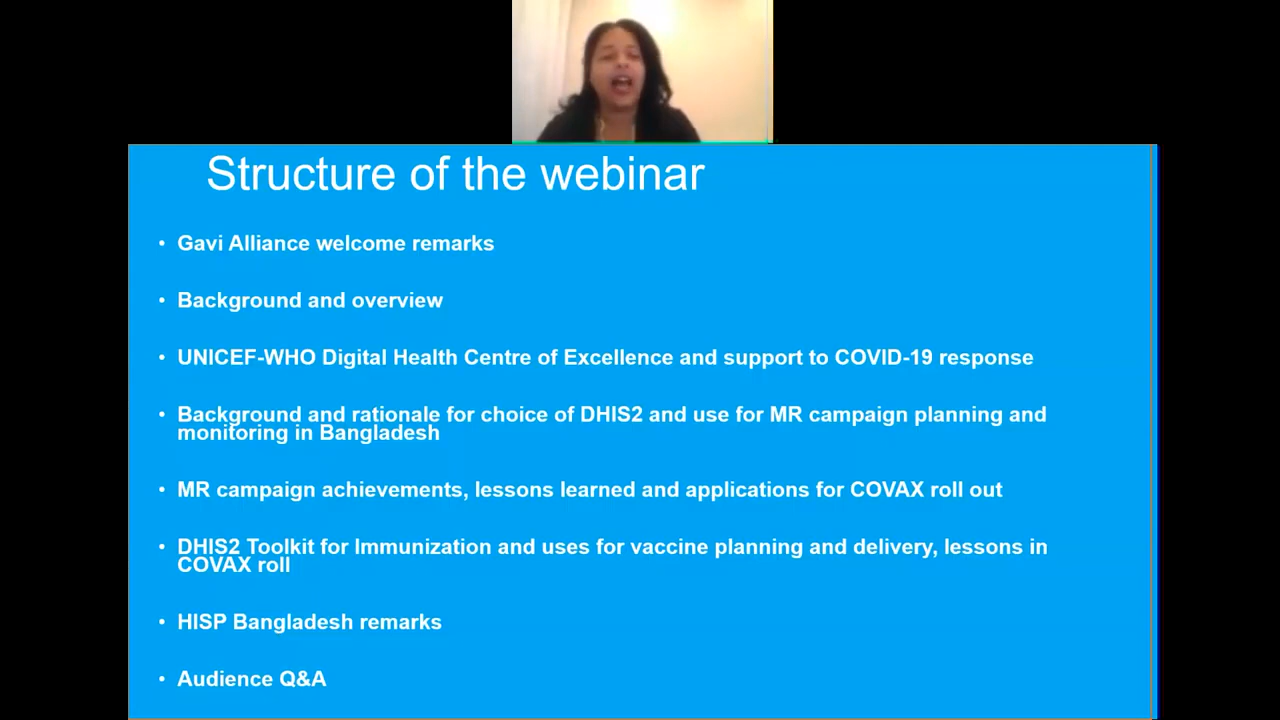 Structure of the webinar
• Gavi Alliance welcome remarks
• Background and overview
• UNICEF-WHO Digital Health Centre of Excellence and support to COVID-19 response
• Background and rationale for choice of DHIS2 and use for MR campaign planning and
monitoring in Bangladesh
• MR campaign achievements, lessons learned and applications for COVAX roll out
• DHIS2 Toolkit for Immunization and uses for vaccine planning and delivery, lessons in
COVAX roll
• HISP Bangladesh remarks
• Audience Q&A